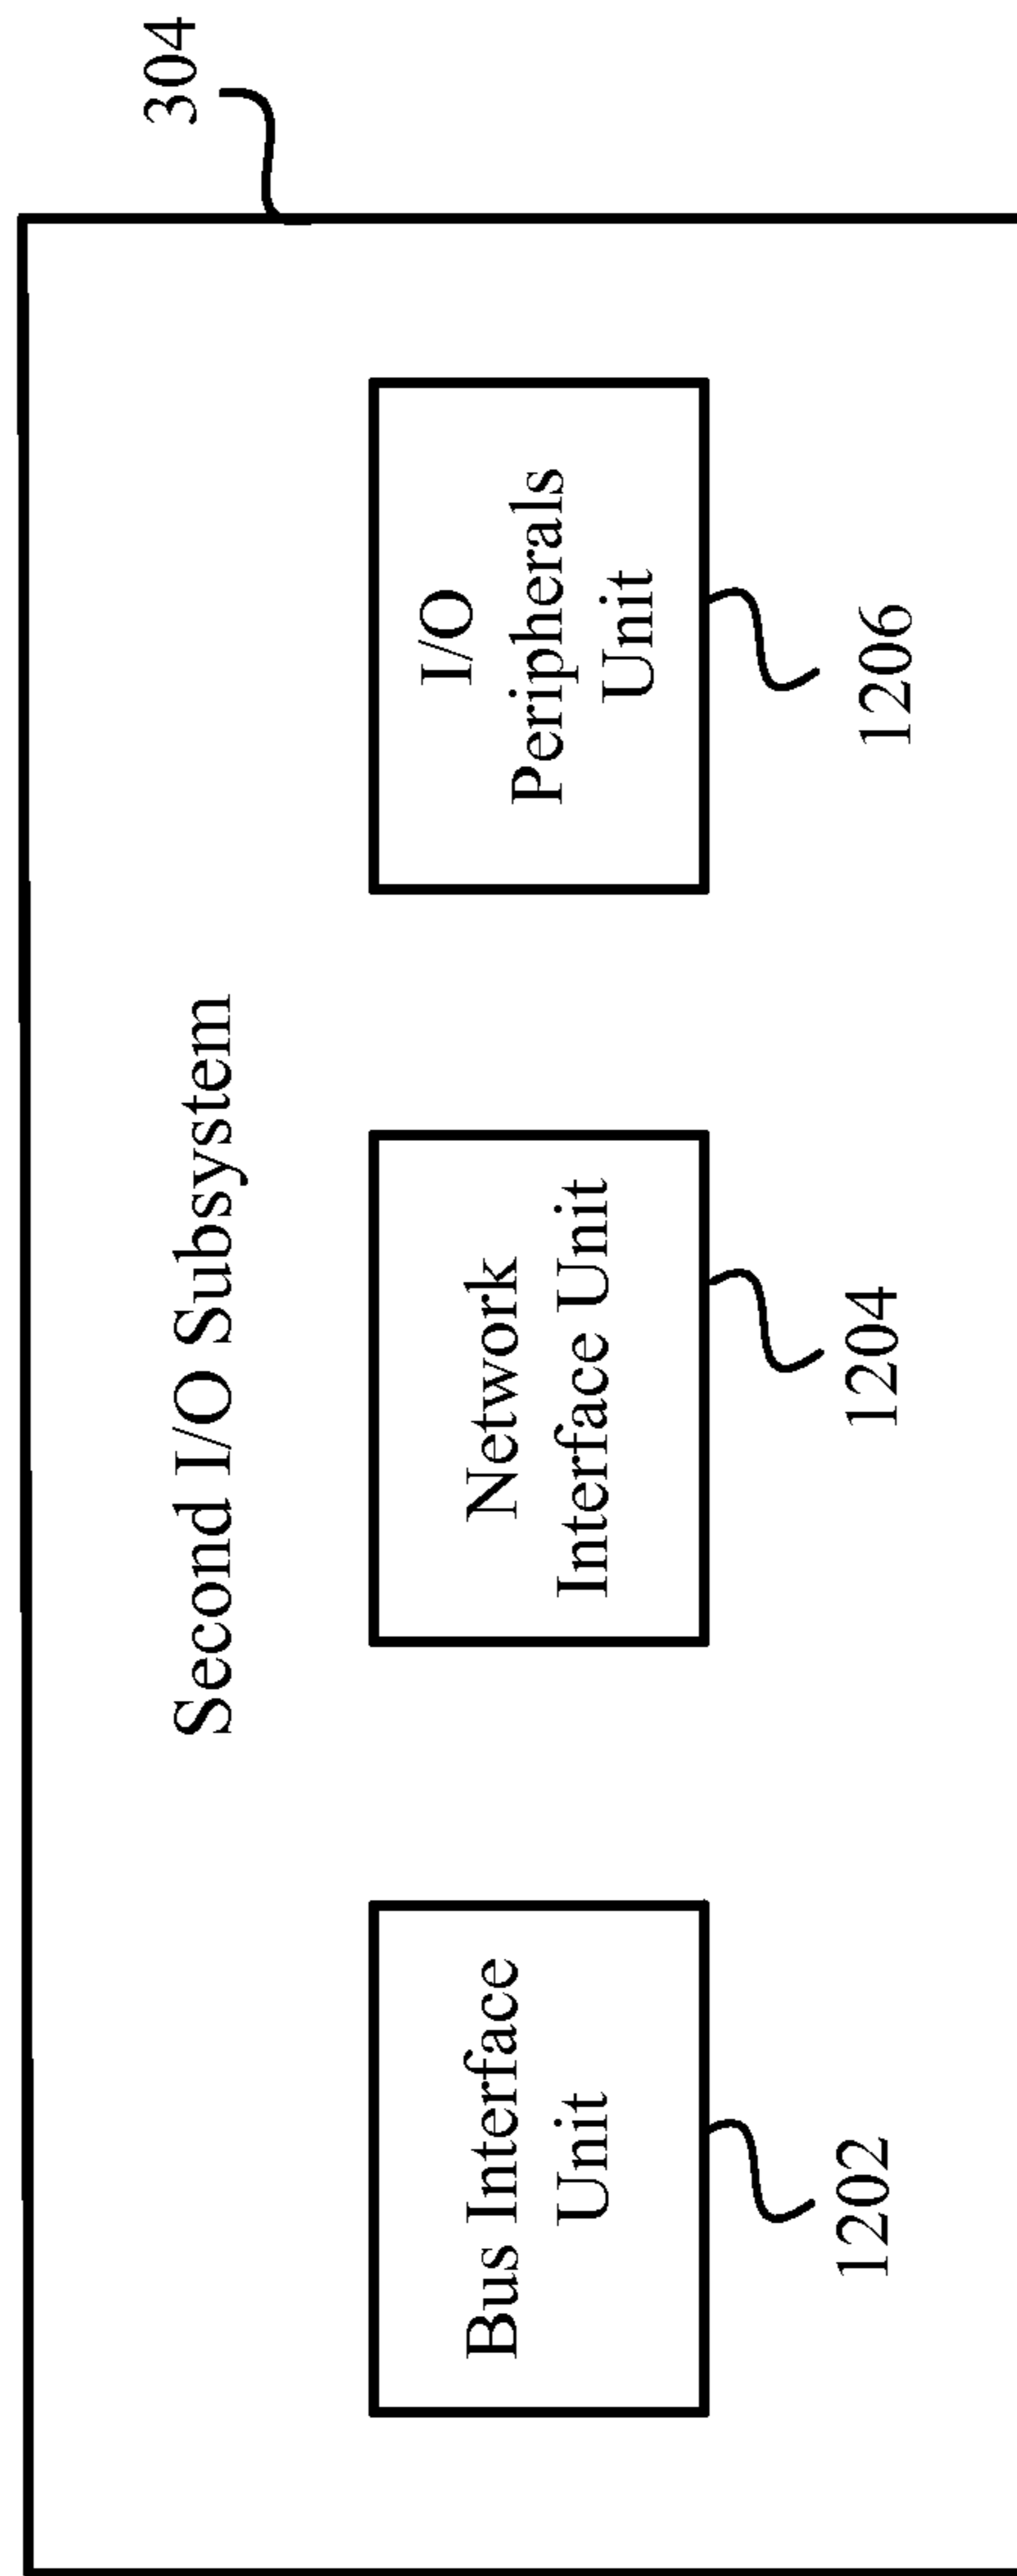 304
Second I/O Subsystem
Bus Interface
Unit
1202
Network
Interface Unit
1204
I/O
Peripherals
Unit
1206